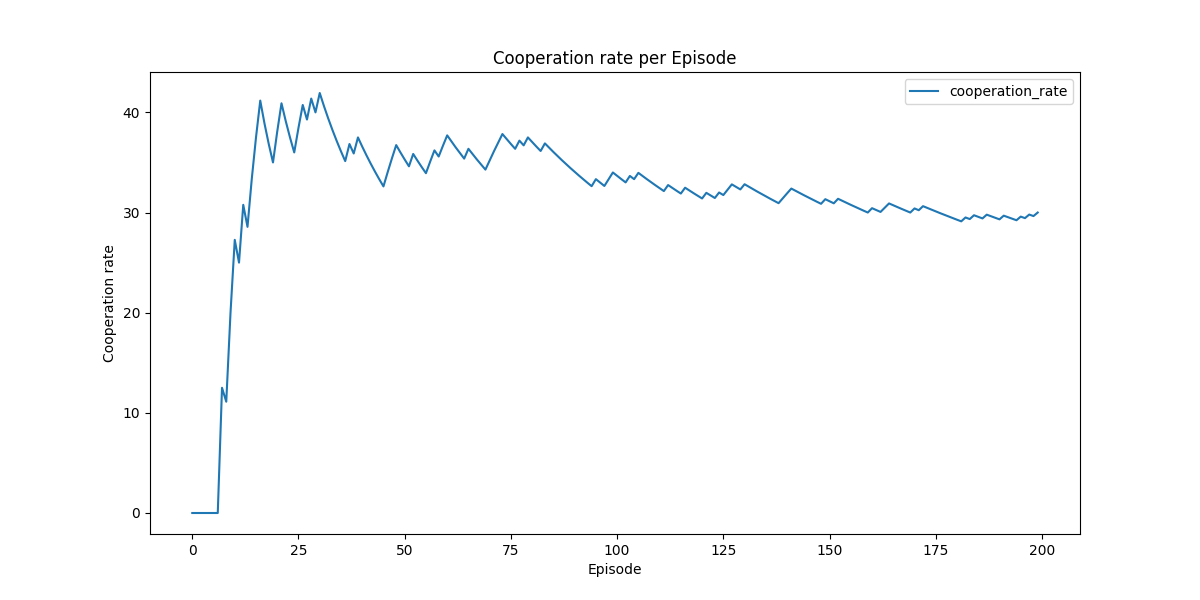 Cooperation rate per Episode
cooperation_rate
Cooperation rate
40
30
20
10
0
0 25 50 75 100 125 150 175 200
Episode